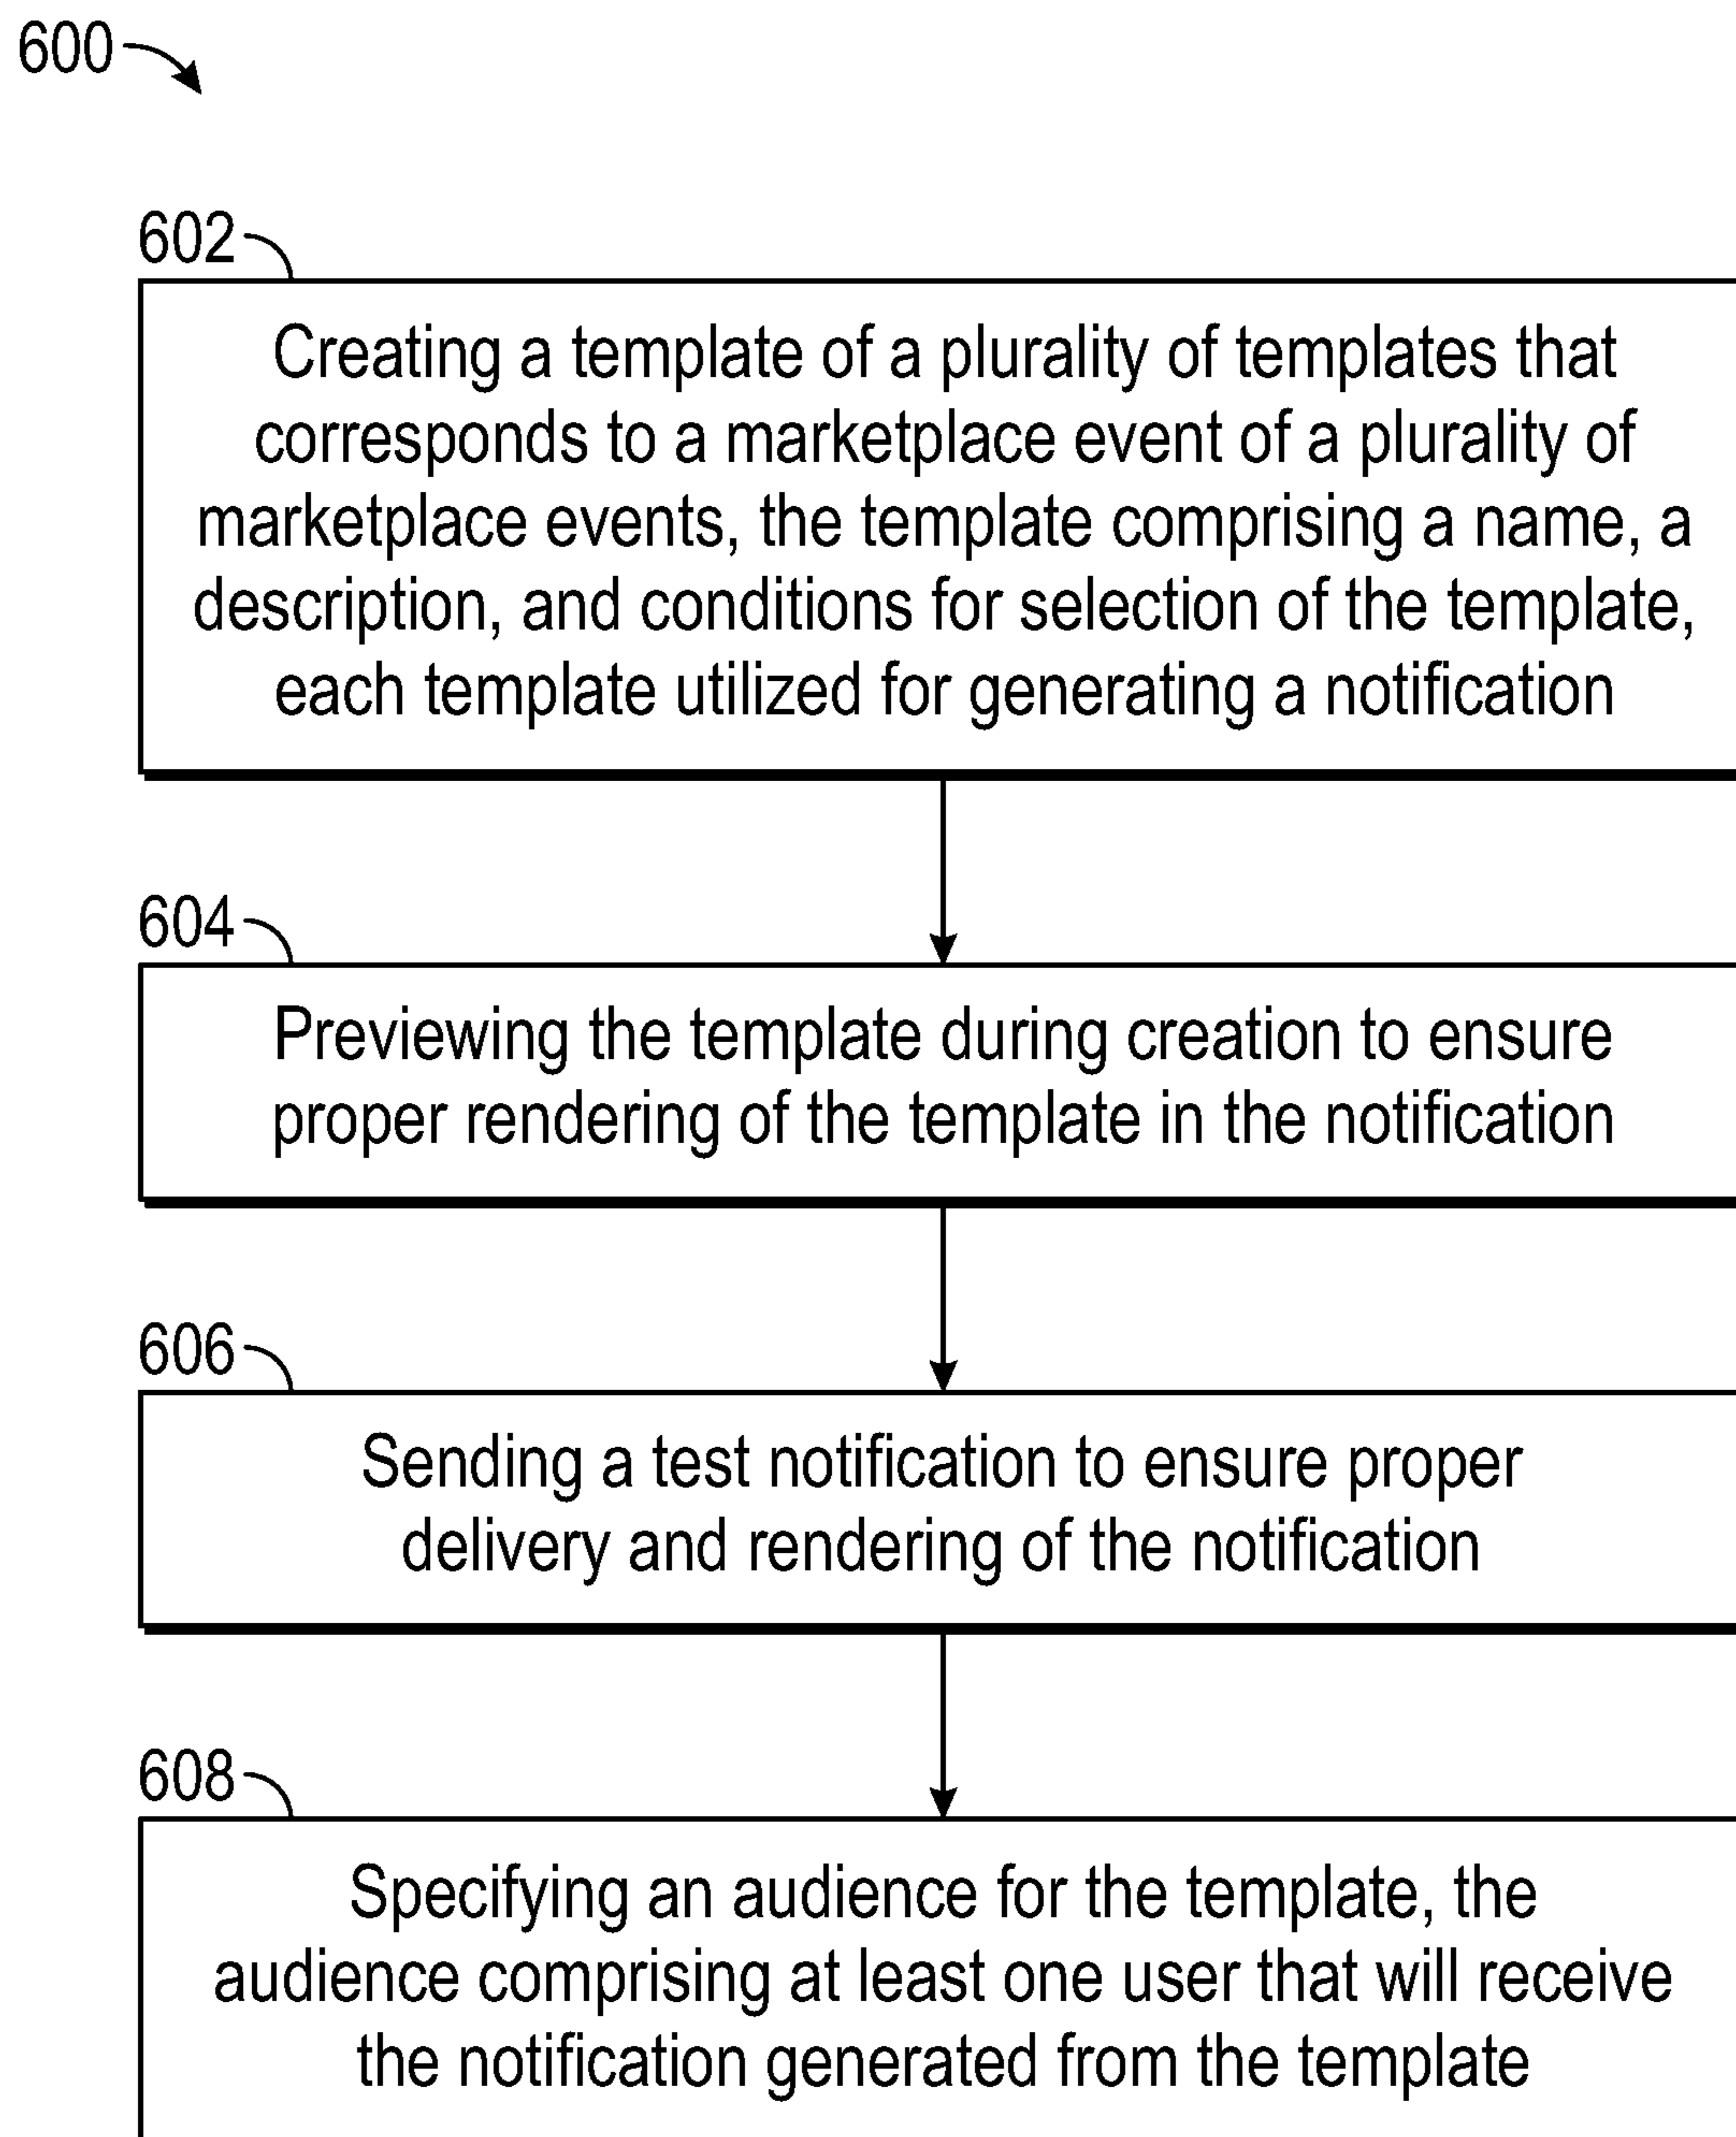 600
602
Creating a template of a plurality of templates that
corresponds to a marketplace event of a plurality of
marketplace events, the template comprising a name, a
description, and conditions for selection of the template,
each template utilized for generating a notification
604
Previewing the template during creation to ensure
proper rendering of the template in the notification
606
Sending a test notification to ensure proper
delivery and rendering of the notification
608
Specifying an audience for the template, the
audience comprising at least one user that will receive
the notification generated from the template